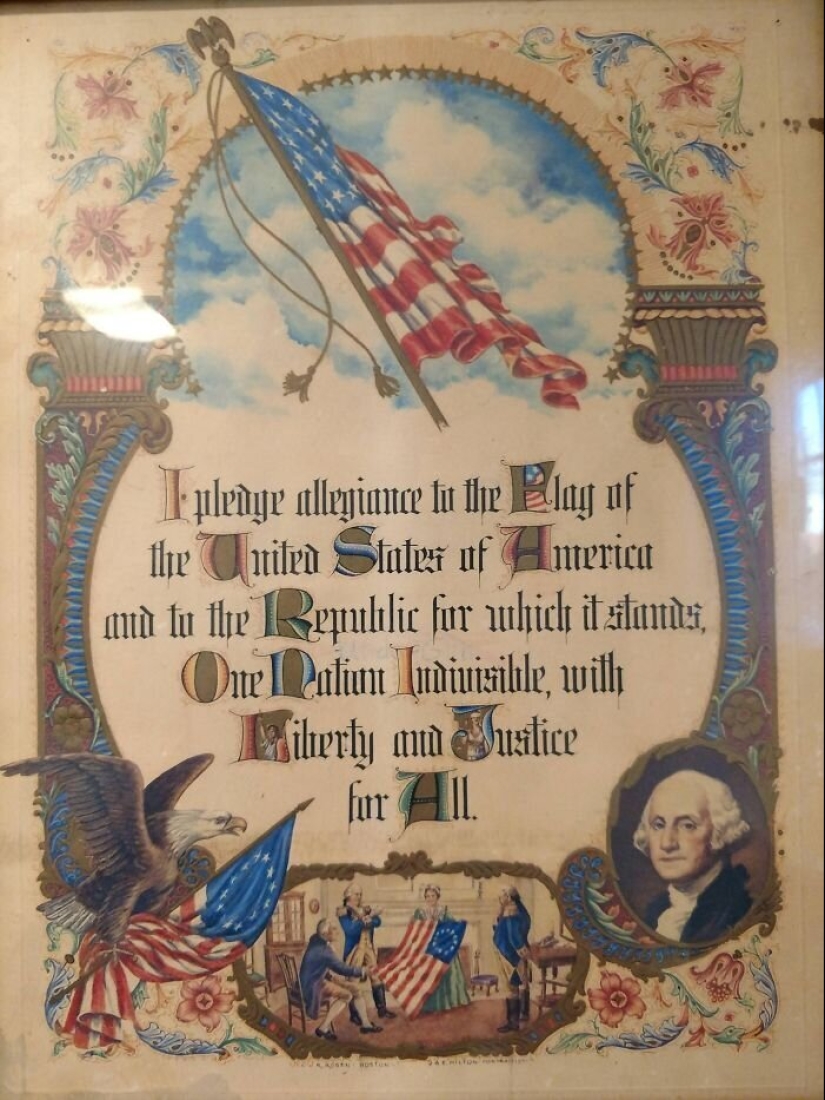 I pledge allegiance to the Flag of
the United States of America
and to the Republic for which it stands,
One Nation Indivisible, with
Liberty and Justice
for All.